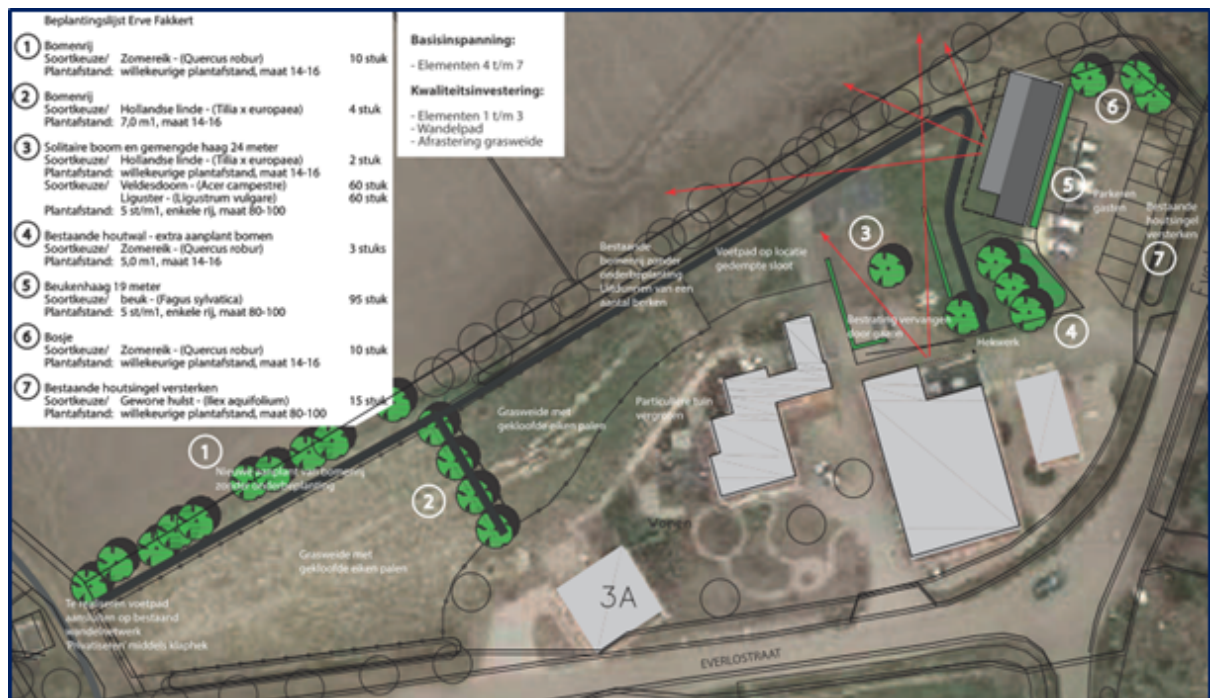 Beplantingslijst Erve Fakkert
1 Bomenrij
Soortkeuze/ Zomereik - (Quercus robur) 10 stuk
Plantafstand: willekeurige plantafstand, maat 14-16
2 Bomenrij
Soortkeuze/ Hollandse linde - (Tilia x europaea) 4 stuk
Plantafstand: 7,0 m1, maat 14-16
3 Solitaire boom en gemengde haag 24 meter
Soortkeuze/ Hollandse linde - (Tilia x europaea) 2 stuk
Plantafstand: willekeurige plantafstand, maat 14-16
Soortkeuze/ Veldesdoorn - (Acer campestre) 60 stuk
Liguster - (Ligustrum vulgare) 60 stuk
Plantafstand: 5 st/m1, enkele rij, maat 80-100
4 Bestaande houtwal - extra aanplant bomen
Soortkeuze/ Zomereik - (Quercus robur) 3 stuks
Plantafstand: 5,0 m1, maat 14-16
5 Beukenhaag 19 meter
Soortkeuze/ beuk - (Fagus sylvatica) 95 stuk
Plantafstand: 5 st/m1, enkele rij, maat 80-100
6 Bosje
Soortkeuze/ Zomereik - (Quercus robur) 10 stuk
Plantafstand: willekeurige plantafstand, maat 14-16
7 Bestaande houtsingel versterken
Soortkeuze/ Gewone hulst - (Ilex aquifolium) 15 stuk
Plantafstand: willekeurige plantafstand, maat 80-100
Basisinspanning:
- Elementen 4 t/m 7
Kwaliteitsinvestering:
- Elementen 1 t/m 3
- Wandelpad
- Afrastering grasweide
6
5
Parkeren
gasten
Bestaande
houtsingel
versterken
7
3
Bestaande
bomenrij zonder
onderbeplanting
Uitdunnen van een
aantal berken
Voetpad op locatie
gedempte sloot
Bestrating vervangen
door gazon
Hekwerk
4
Grasweide met
gekloofde eiken palen
Particuliere tuin
vergroten
1
Nieuwe aanplant van bomenrij
zonder onderbeplanting
2
Wonen
Grasweide met
gekloofde eiken palen
3A
Te realiseren voetpad
aansluiten op bestaand
wandelnetwerk
'Privatiseren' middels klaphek
EVERLOSTRAAT